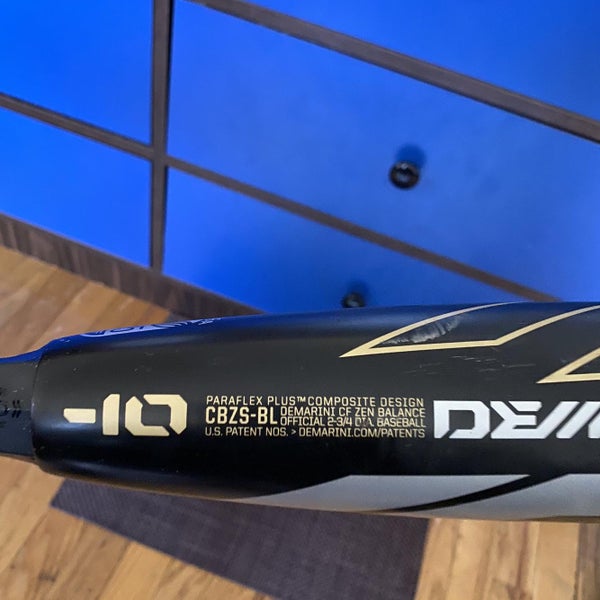 -10
PARAFLEX PLUS™ COMPOSITE DESIGN
CBZS-BL
DEMARINI CF ZEN BALANCE
OFFICIAL 2-3/4 DIA. BASEBALL
U.S. PATENT NOS. > DEMARINI.COM/PATENTS